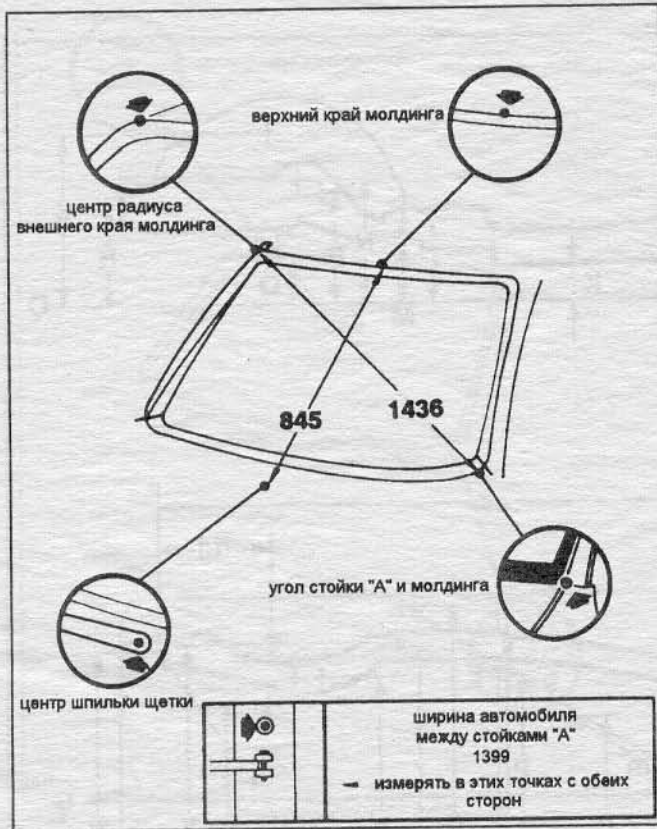 верхний край молдинга
центр радиуса
внешнего края молдинга
845
1436
угол стойки "А" и молдинга
центр шпильки щетки
ширина автомобиля
между стойками "А"
1399
измерять в этих точках с обеих
сторон